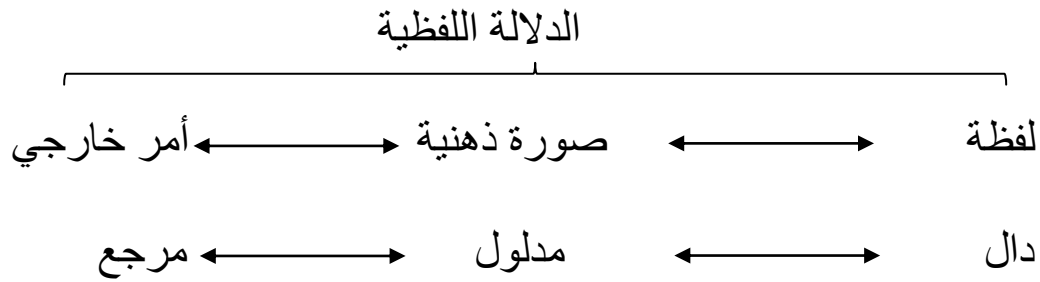 الدلالة اللفظية
لفظة صورة ذهنية أمر خارجي
دال مدلول مرجع